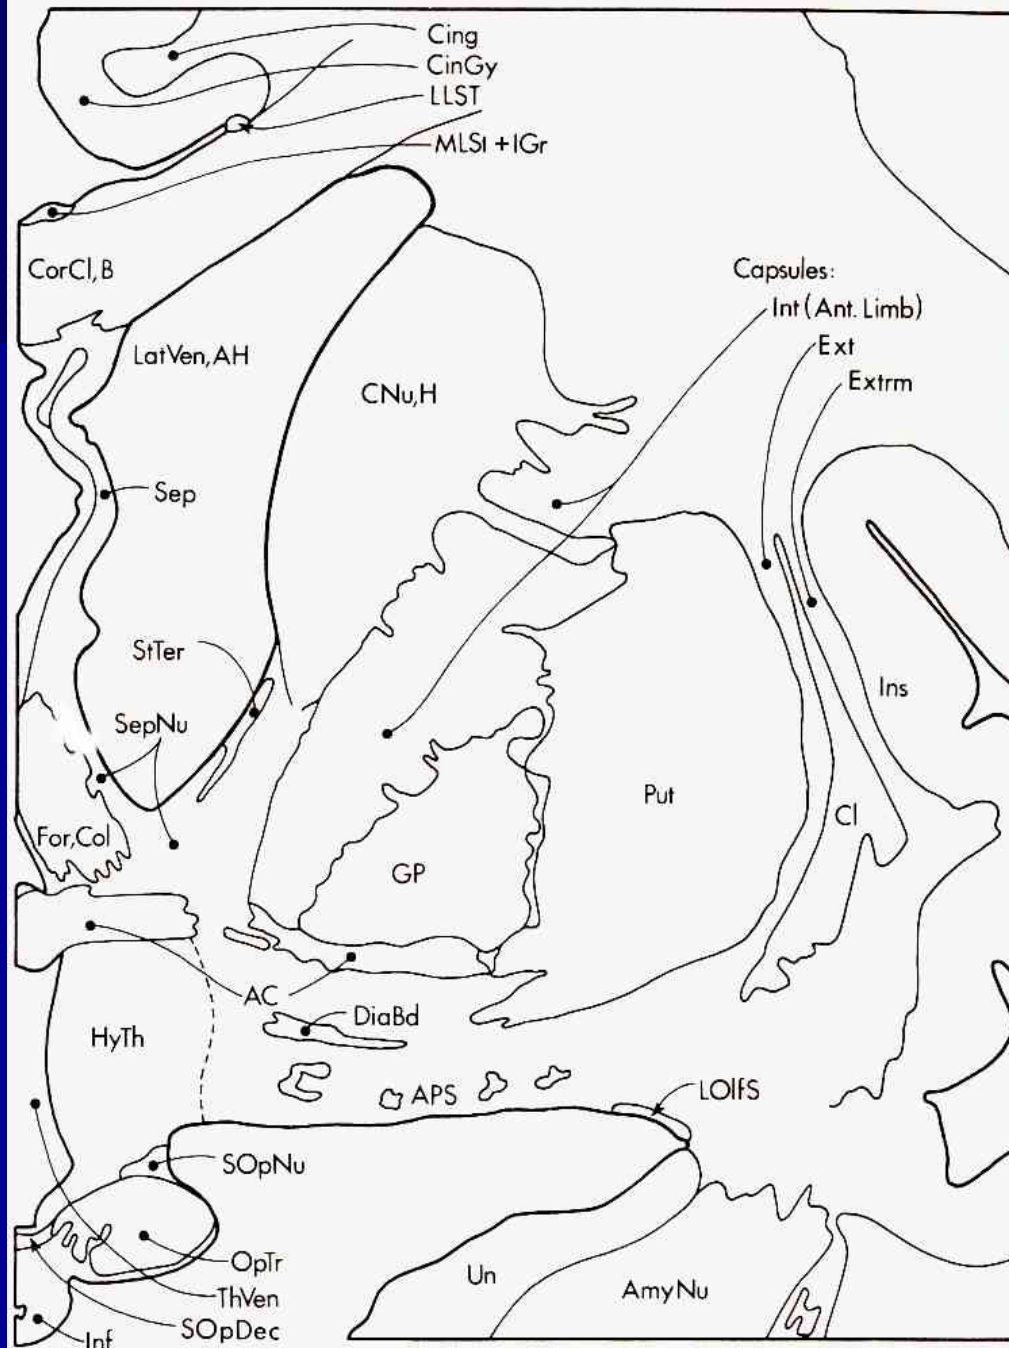 Cing
CinGy
LLST
MLSt + IGr
CorCl, B
Capsules:
Int (Ant. Limb)
Ext
Extrm
LatVen, AH
CNu, H
Sep
StTer
Ins
SepNu
Put
Cl
For, Col
GP
AC
DiaBd
HyTh
APS
LOlfS
SOpNu
OpTr
Un
AmyNu
ThVen
SOpDec
Inf